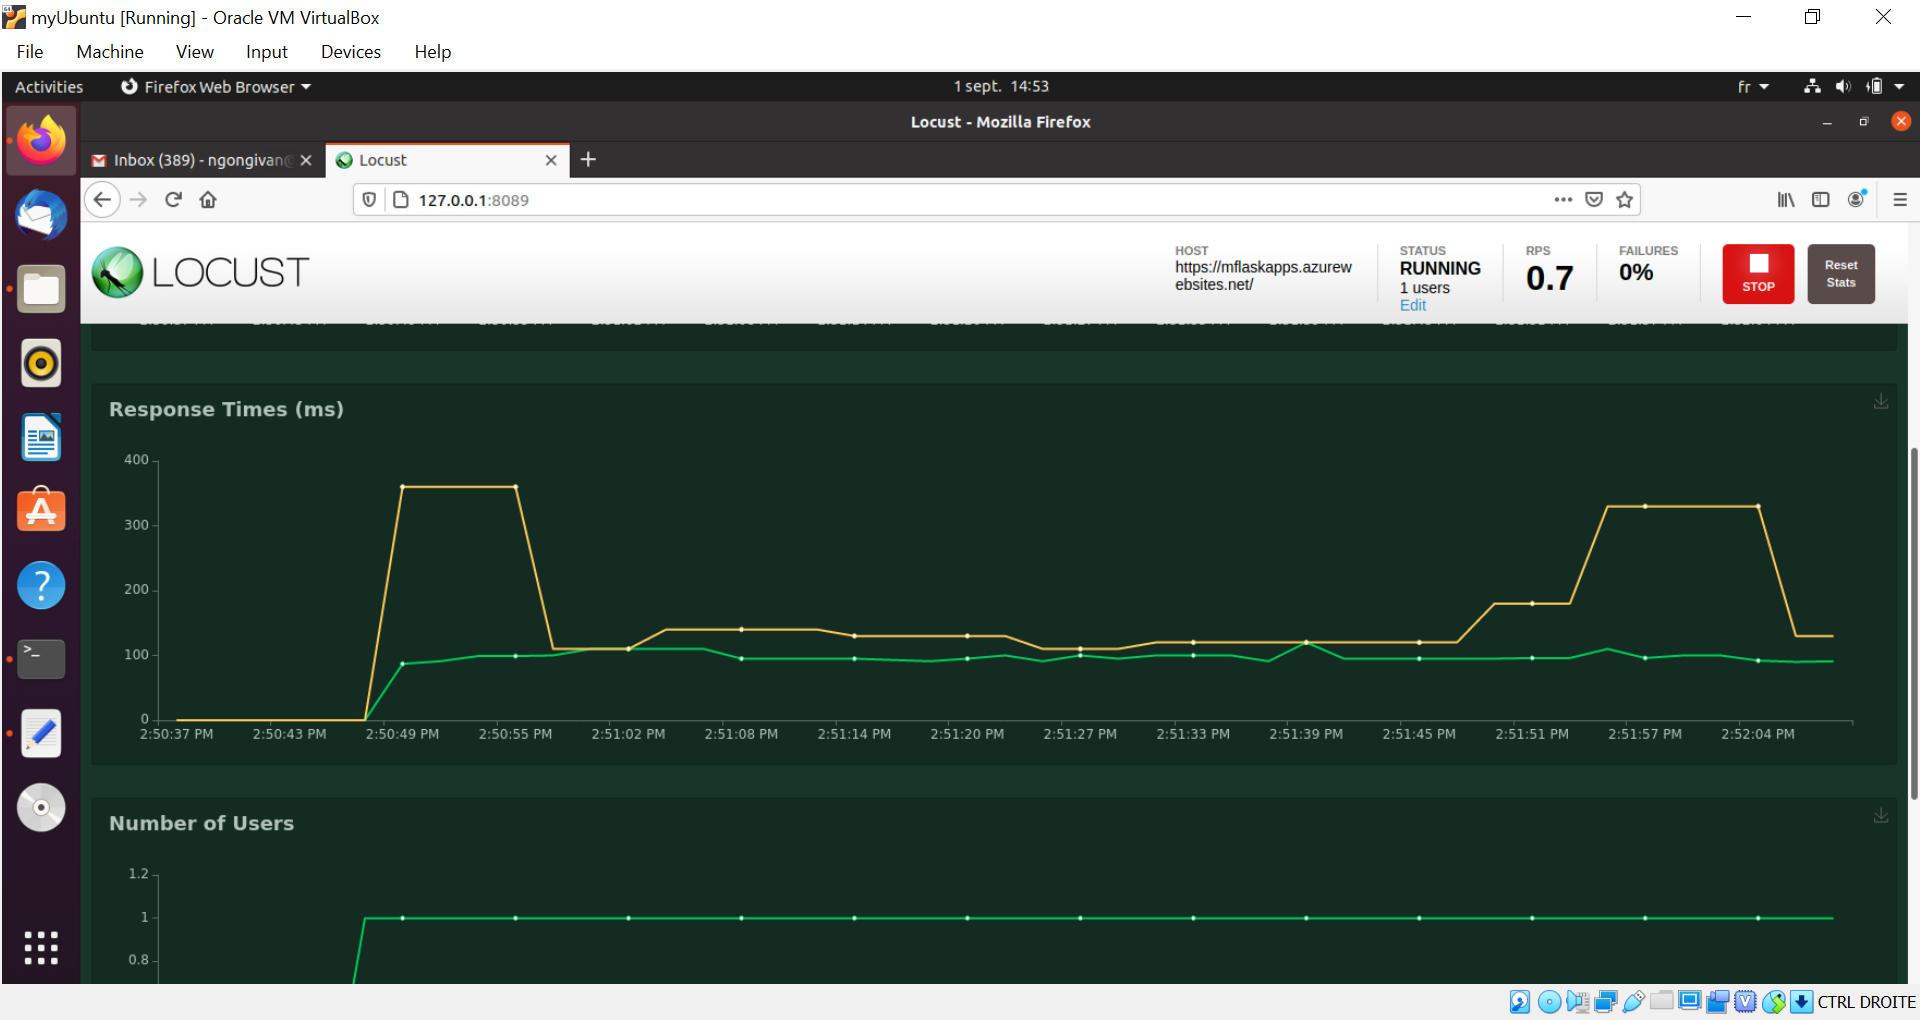 myUbuntu [Running] - Oracle VM VirtualBox
File Machine View Input Devices Help
Activities Firefox Web Browser 1 sept. 14:53 fr
Locust - Mozilla Firefox
Inbox (389) - ngongivan@ Locust
127.0.0.1:8089
LOCUST
HOST
https://mflaskapps.azurew
ebsites.net/
STATUS
RUNNING
1 users
Edit
RPS
0.7
FAILURES
0%
STOP
Reset
Stats
Response Times (ms)
400
300
200
100
0
2:50:37 PM 2:50:43 PM 2:50:49 PM 2:50:55 PM 2:51:02 PM 2:51:08 PM 2:51:14 PM 2:51:20 PM 2:51:27 PM 2:51:33 PM 2:51:39 PM 2:51:45 PM 2:51:51 PM 2:51:57 PM 2:52:04 PM
Number of Users
1.2
1
0.8
CTRL DROITE